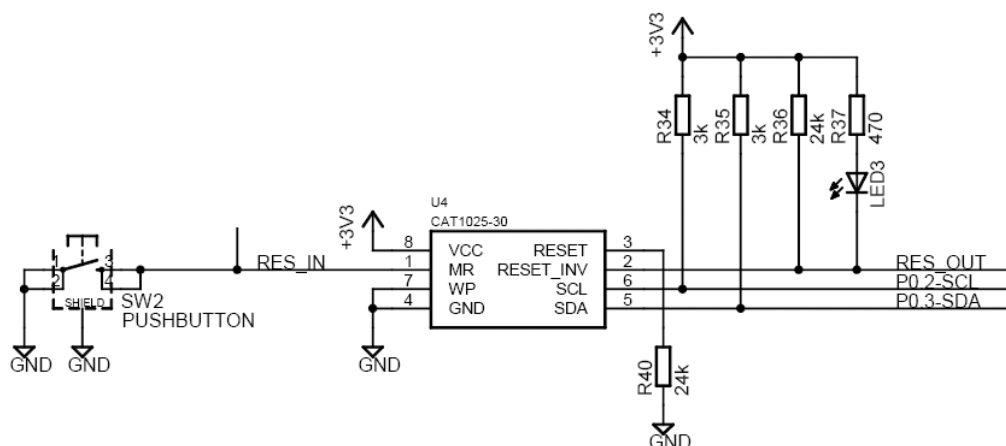 +3V3
R34
3k
R35
3k
R36
24k
R37
470
LED3
U4
CAT1025-30
+3V3
8
VCC
RESET
3
1
3
RES_IN
1
MR
RESET_INV
2
RES_OUT
2
4
7
WP
SCL
6
P0.2-SCL
SHIELD
SW2
4
GND
SDA
5
P0.3-SDA
PUSHBUTTON
GND
GND
GND
R40
24k
GND